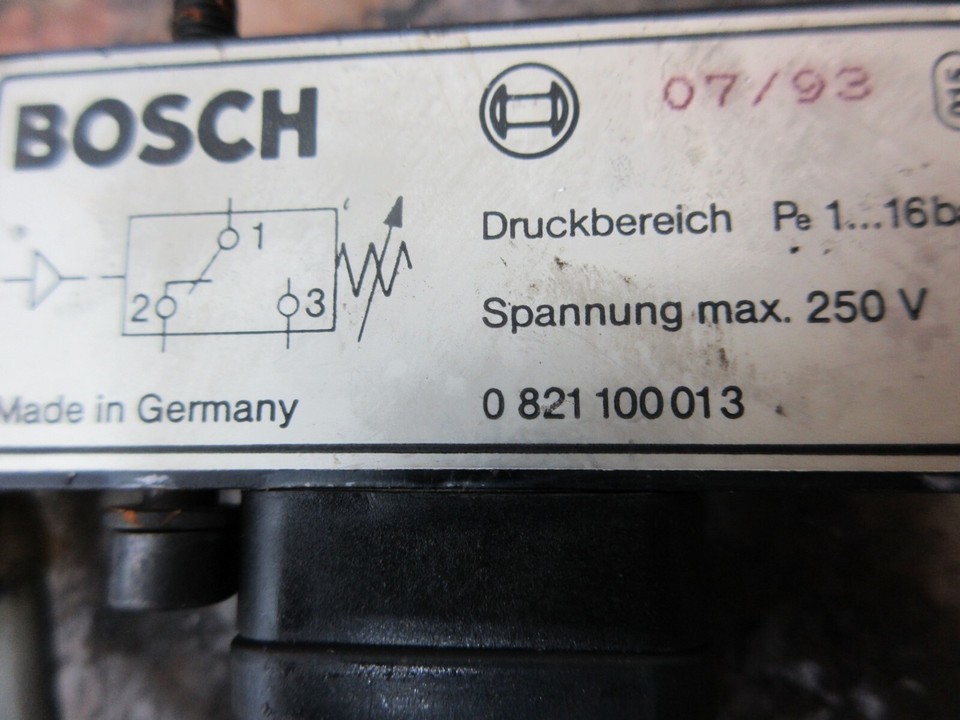 BOSCH
07/93
1
2
3
Druckbereich Pe 1...16b
Spannung max. 250 V
Made in Germany
0 821 100 013